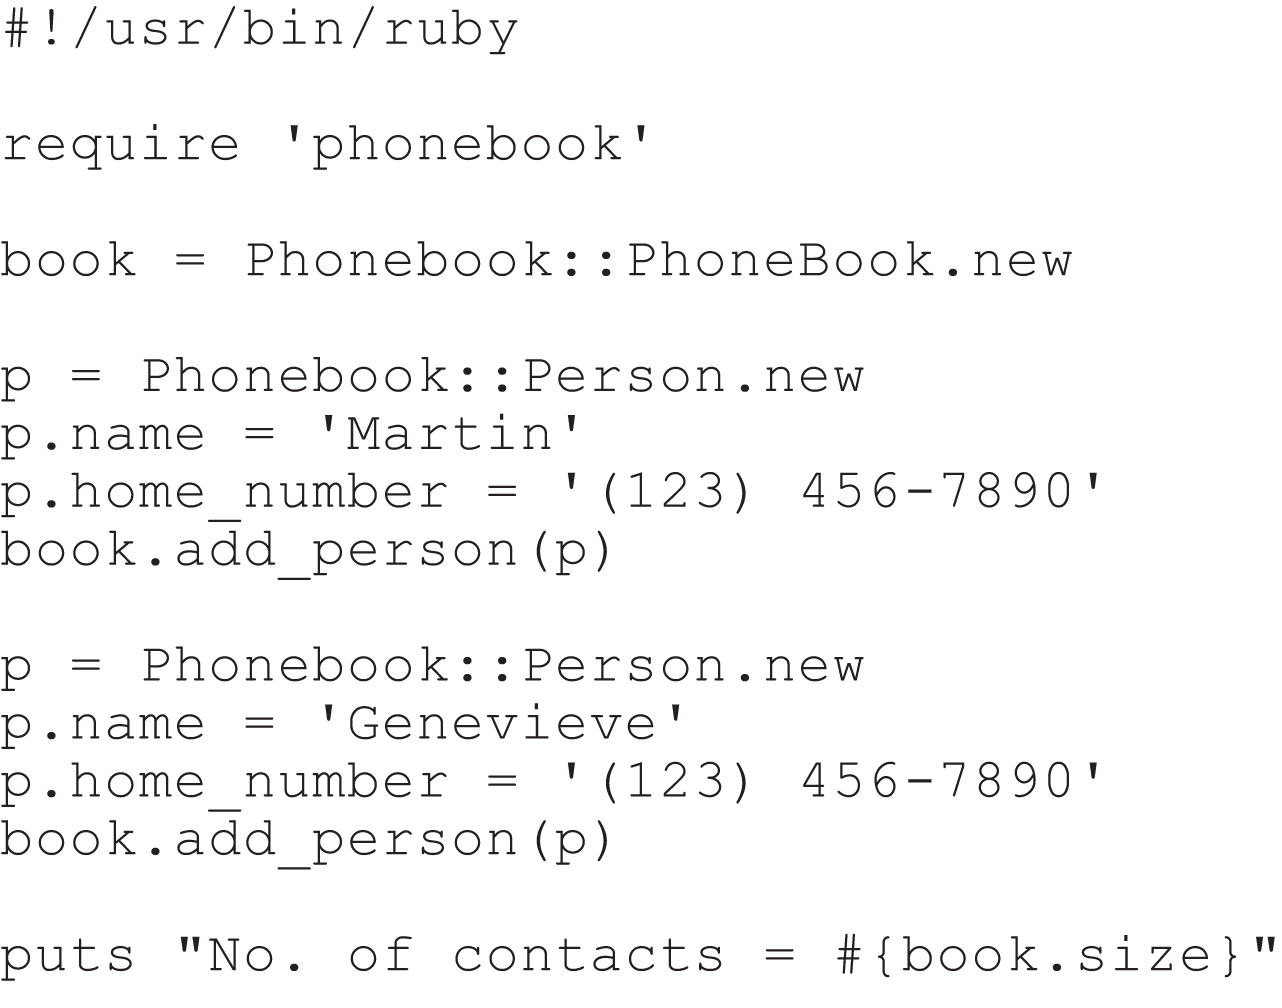 #!/usr/bin/ruby
require 'phonebook'
book = Phonebook::PhoneBook.new
p = Phonebook::Person.new
p.name = 'Martin'
p.home_number = '(123) 456-7890'
book.add_person(p)
p = Phonebook::Person.new
p.name = 'Genevieve'
p.home_number = '(123) 456-7890'
book.add_person(p)
puts "No. of contacts = #{book.size}"